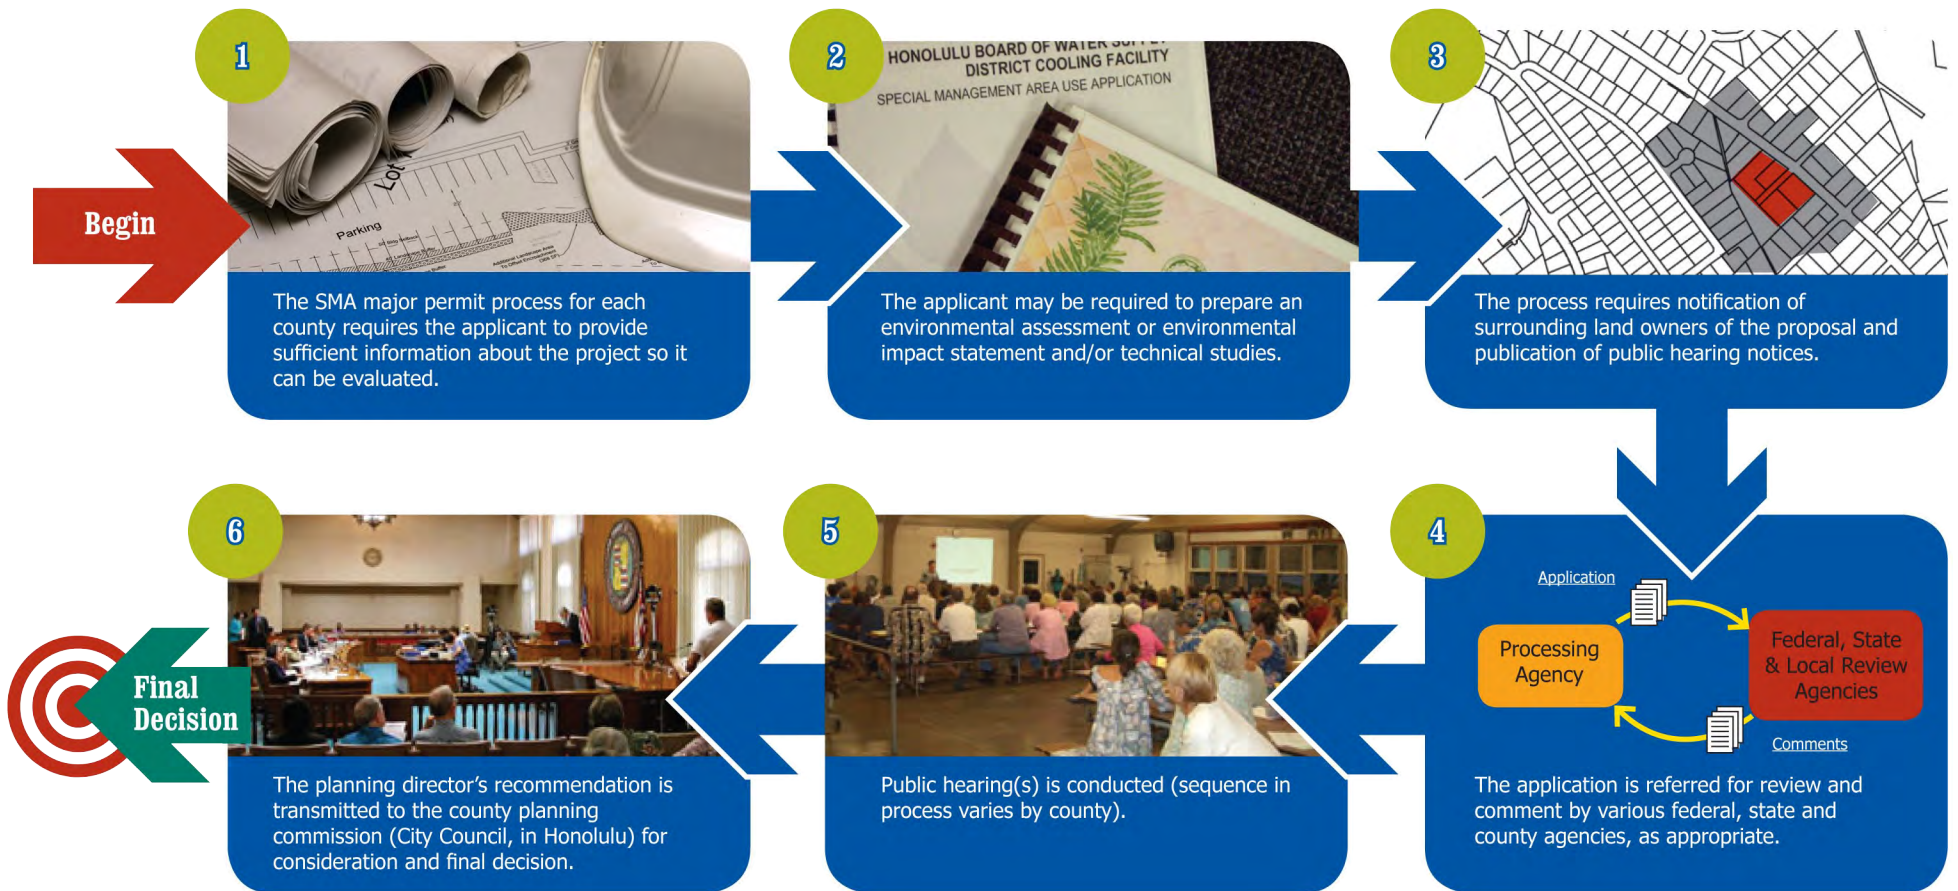 1
Lot
Parking
Begin
The SMA major permit process for each
county requires the applicant to provide
sufficient information about the project so it
can be evaluated.
2
HONOLULU BOARD OF WATER SUPPLY
DISTRICT COOLING FACILITY
SPECIAL MANAGEMENT AREA USE APPLICATION
The applicant may be required to prepare an
environmental assessment or environmental
impact statement and/or technical studies.
3
The process requires notification of
surrounding land owners of the proposal and
publication of public hearing notices.
4
Application
Processing
Agency
Federal, State
& Local Review
Agencies
Comments
The application is referred for review and
comment by various federal, state and
county agencies, as appropriate.
5
Public hearing(s) is conducted (sequence in
process varies by county).
6
The planning director’s recommendation is
transmitted to the county planning
commission (City Council, in Honolulu) for
consideration and final decision.
Final
Decision